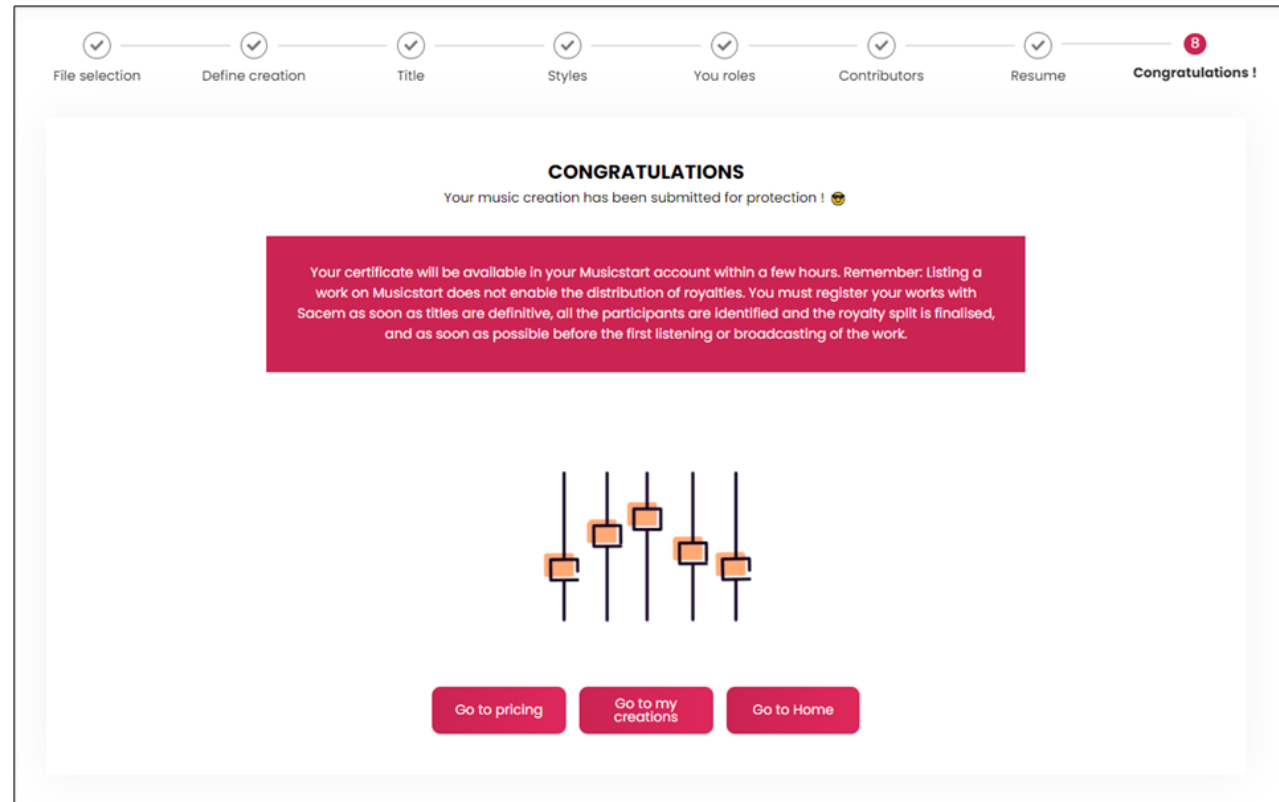 8
File selection
Define creation
Title
Styles
You roles
Contributors
Resume
Congratulations !
CONGRATULATIONS
Your music creation has been submitted for protection ! 😎
Your certificate will be available in your Musicstart account within a few hours. Remember: Listing a
work on Musicstart does not enable the distribution of royalties. You must register your works with
Sacem as soon as titles are definitive, all the participants are identified and the royalty split is finalised,
and as soon as possible before the first listening or broadcasting of the work.
Go to pricing
Go to my
creations
Go to Home